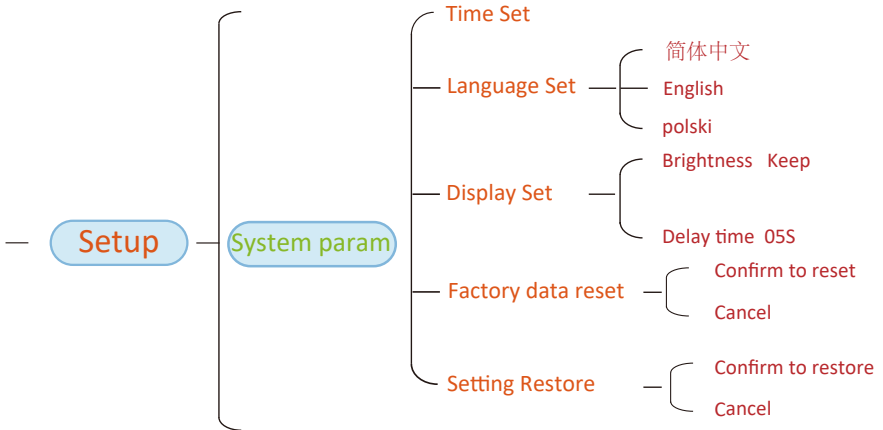 Setup
System param
Time Set
Language Set
简体中文
English
polski
Display Set
Brightness Keep
Delay time 05S
Factory data reset
Confirm to reset
Cancel
Setting Restore
Confirm to restore
Cancel